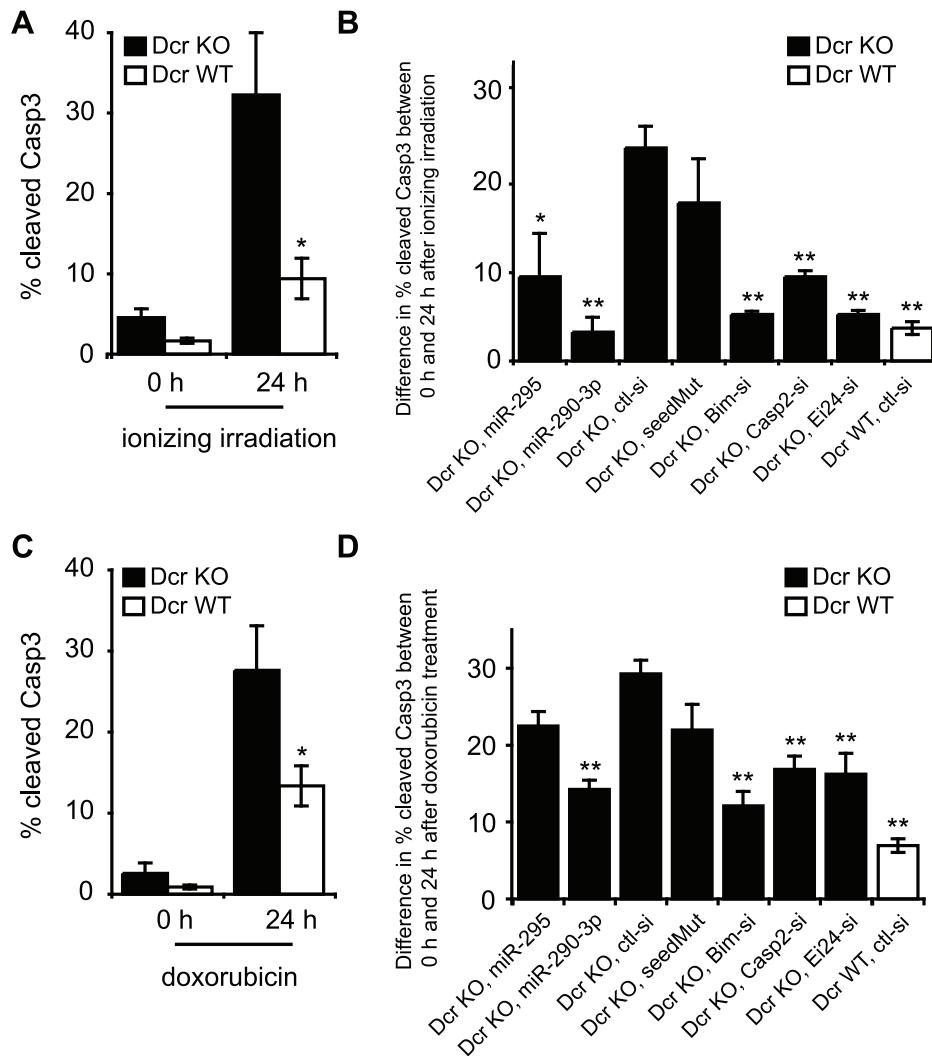 A
40
30
20
10
0
% cleaved Casp3
Dcr KO
Dcr WT
*
0 h
24 h
ionizing irradiation
B
Difference in % cleaved Casp3 between
0 h and 24 h after ionizing irradiation
30
20
10
0
Dcr KO
Dcr WT
*
**
**
**
**
**
Dcr KO, miR-295
Dcr KO, miR-290-3p
Dcr KO, ctl-si
Dcr KO, seedMut
Dcr KO, Bim-si
Dcr KO, Casp2-si
Dcr KO, Ei24-si
Dcr WT, ctl-si
C
40
30
20
10
0
% cleaved Casp3
Dcr KO
Dcr WT
*
0 h
24 h
doxorubicin
D
Difference in % cleaved Casp3 between
0 h and 24 h after doxorubicin treatment
30
20
10
0
Dcr KO
Dcr WT
**
**
**
**
**
Dcr KO, miR-295
Dcr KO, miR-290-3p
Dcr KO, ctl-si
Dcr KO, seedMut
Dcr KO, Bim-si
Dcr KO, Casp2-si
Dcr KO, Ei24-si
Dcr WT, ctl-si